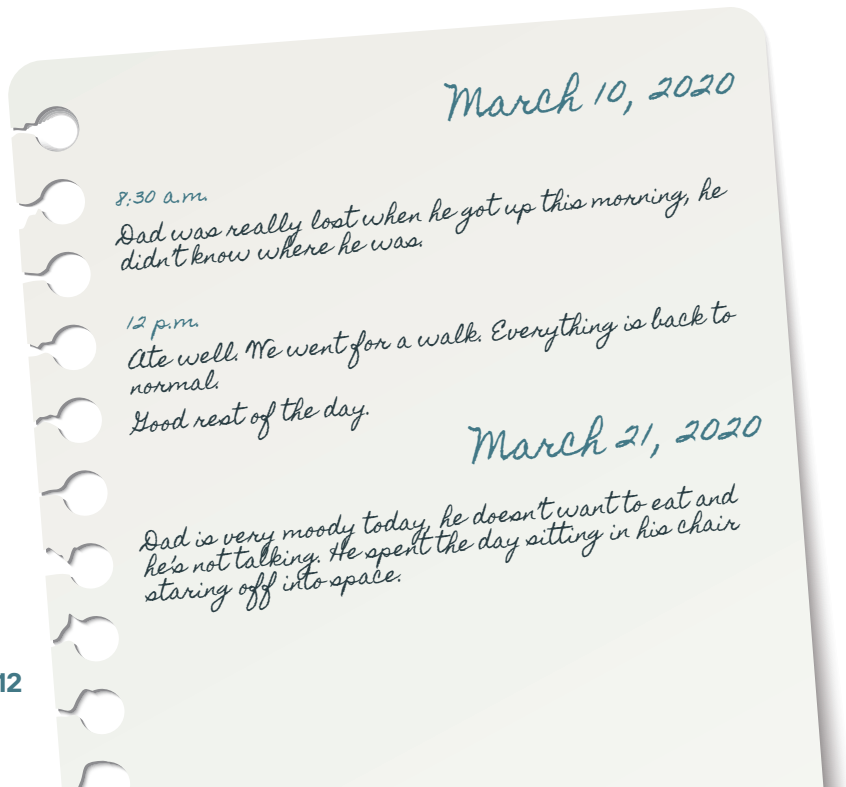 March 10, 2020
8:30 a.m.
Dad was really lost when he got up this morning, he
didn't know where he was.
12 p.m.
Ate well. We went for a walk. Everything is back to
normal.
Good rest of the day.
March 21, 2020
Dad is very moody today, he doesn't want to eat and
he's not talking. He spent the day sitting in his chair
staring off into space.
12